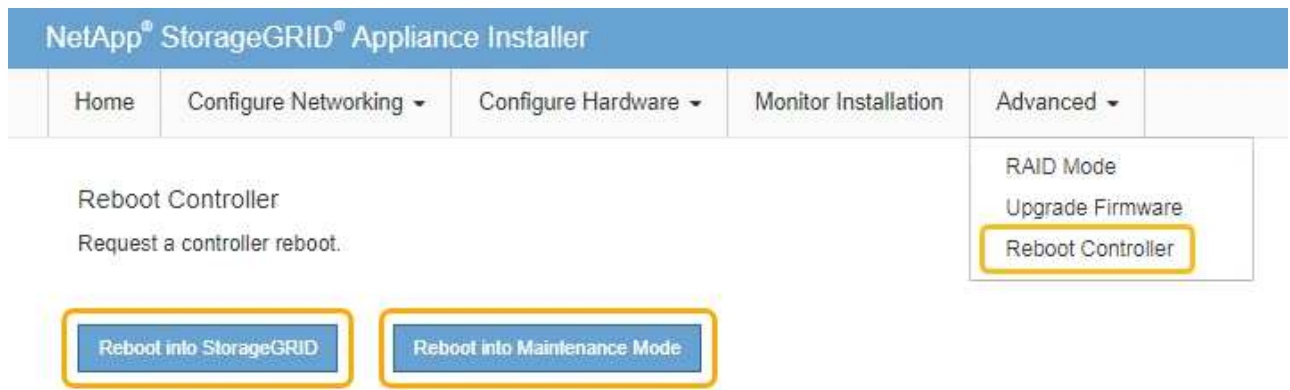 NetApp® StorageGRID® Appliance Installer
Home Configure Networking Configure Hardware Monitor Installation Advanced
RAID Mode
Upgrade Firmware
Reboot Controller
Reboot Controller
Request a controller reboot.
Reboot into StorageGRID Reboot into Maintenance Mode